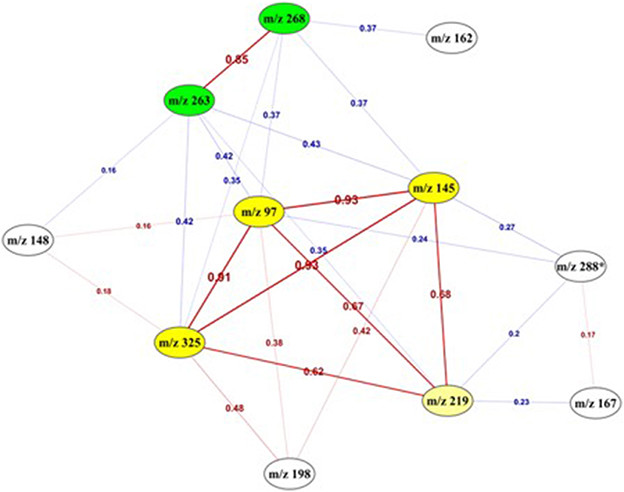 m/z 268
0.37
m/z 162
0.85
m/z 263
0.37
0.37
0.43
0.42
0.16
0.35
m/z 145
0.93
m/z 97
0.42
0.16
0.27
m/z 148
0.24
0.35
0.93
m/z 288*
0.91
0.18
0.68
0.67
0.42
0.2
0.17
m/z 325
0.38
0.62
m/z 219
0.23
m/z 167
0.48
m/z 198